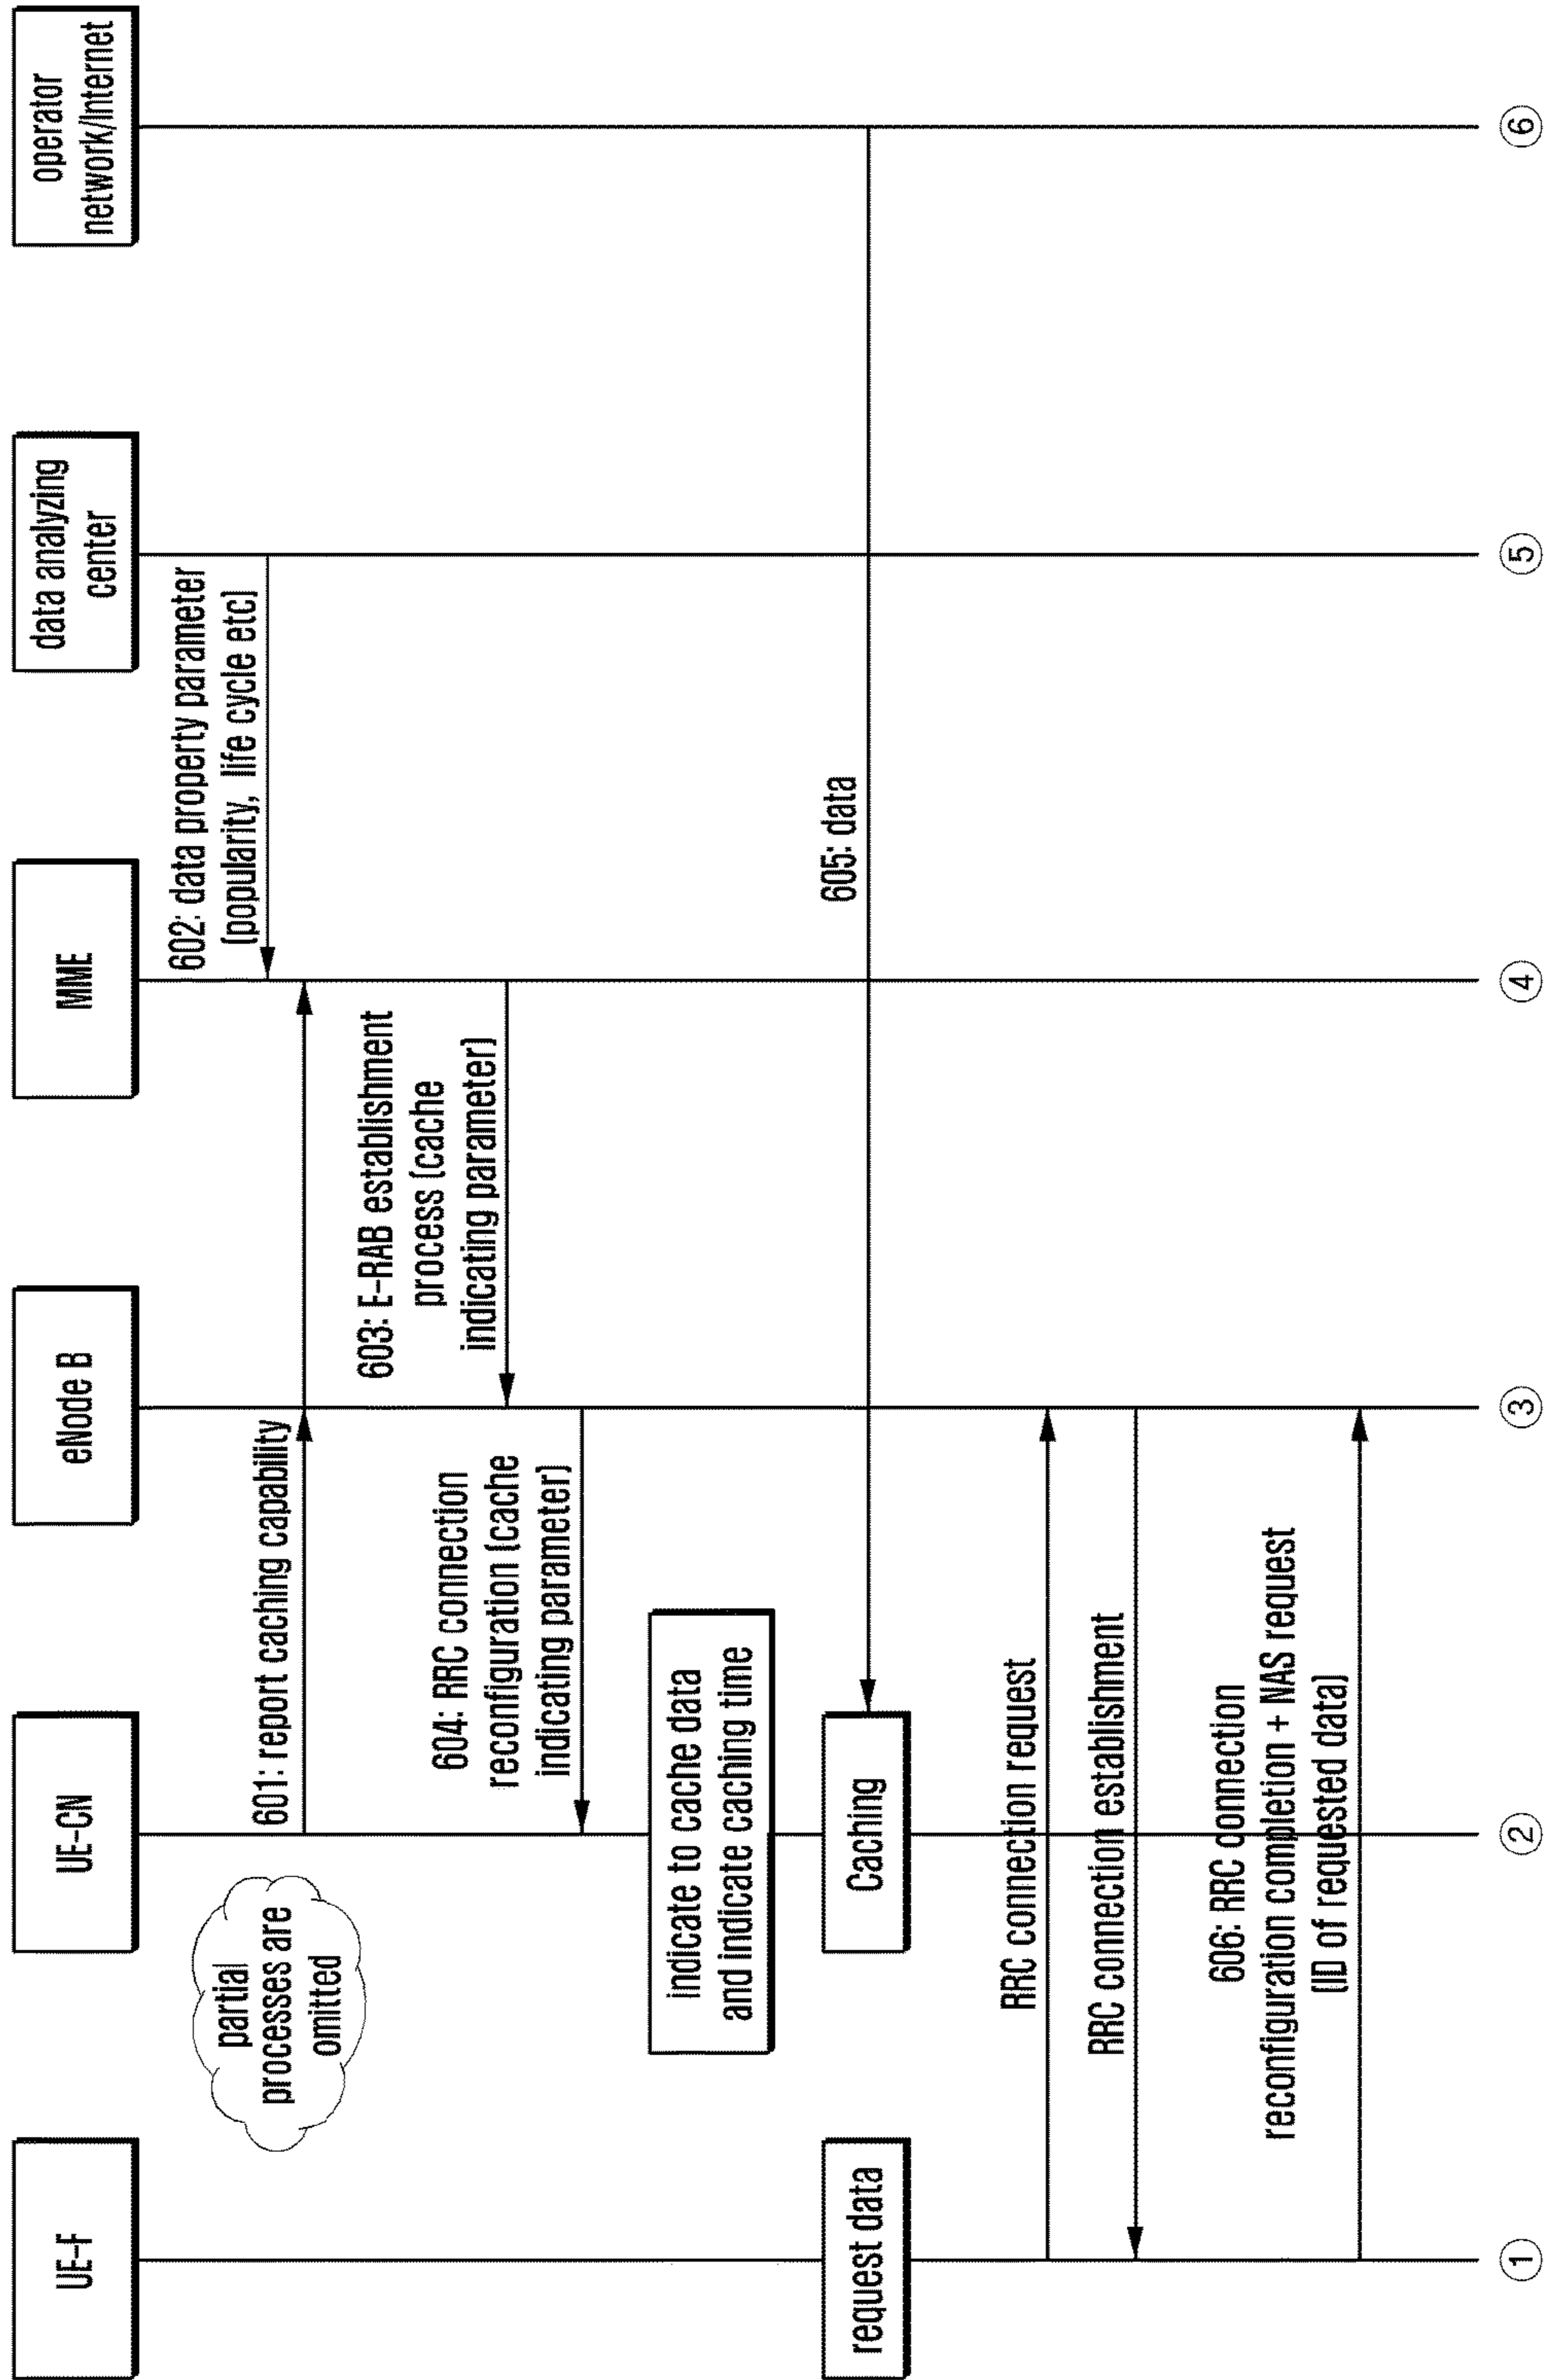 UE-F
UE-CN
eNode B
MME
data analyzing
center
operator
network/Internet
partial
processes are
omitted
601: report caching capability
602: data property parameter
(popularity, life cycle etc)
603: E-RAB establishment
process (cache
indicating parameter)
604: RRC connection
reconfiguration (cache
indicating parameter)
indicate to cache data
and indicate caching time
request data
Caching
605: data
RRC connection request
RRC connection establishment
606: RRC connection
reconfiguration completion + NAS request
(ID of requested data)
①
②
③
④
⑤
⑥